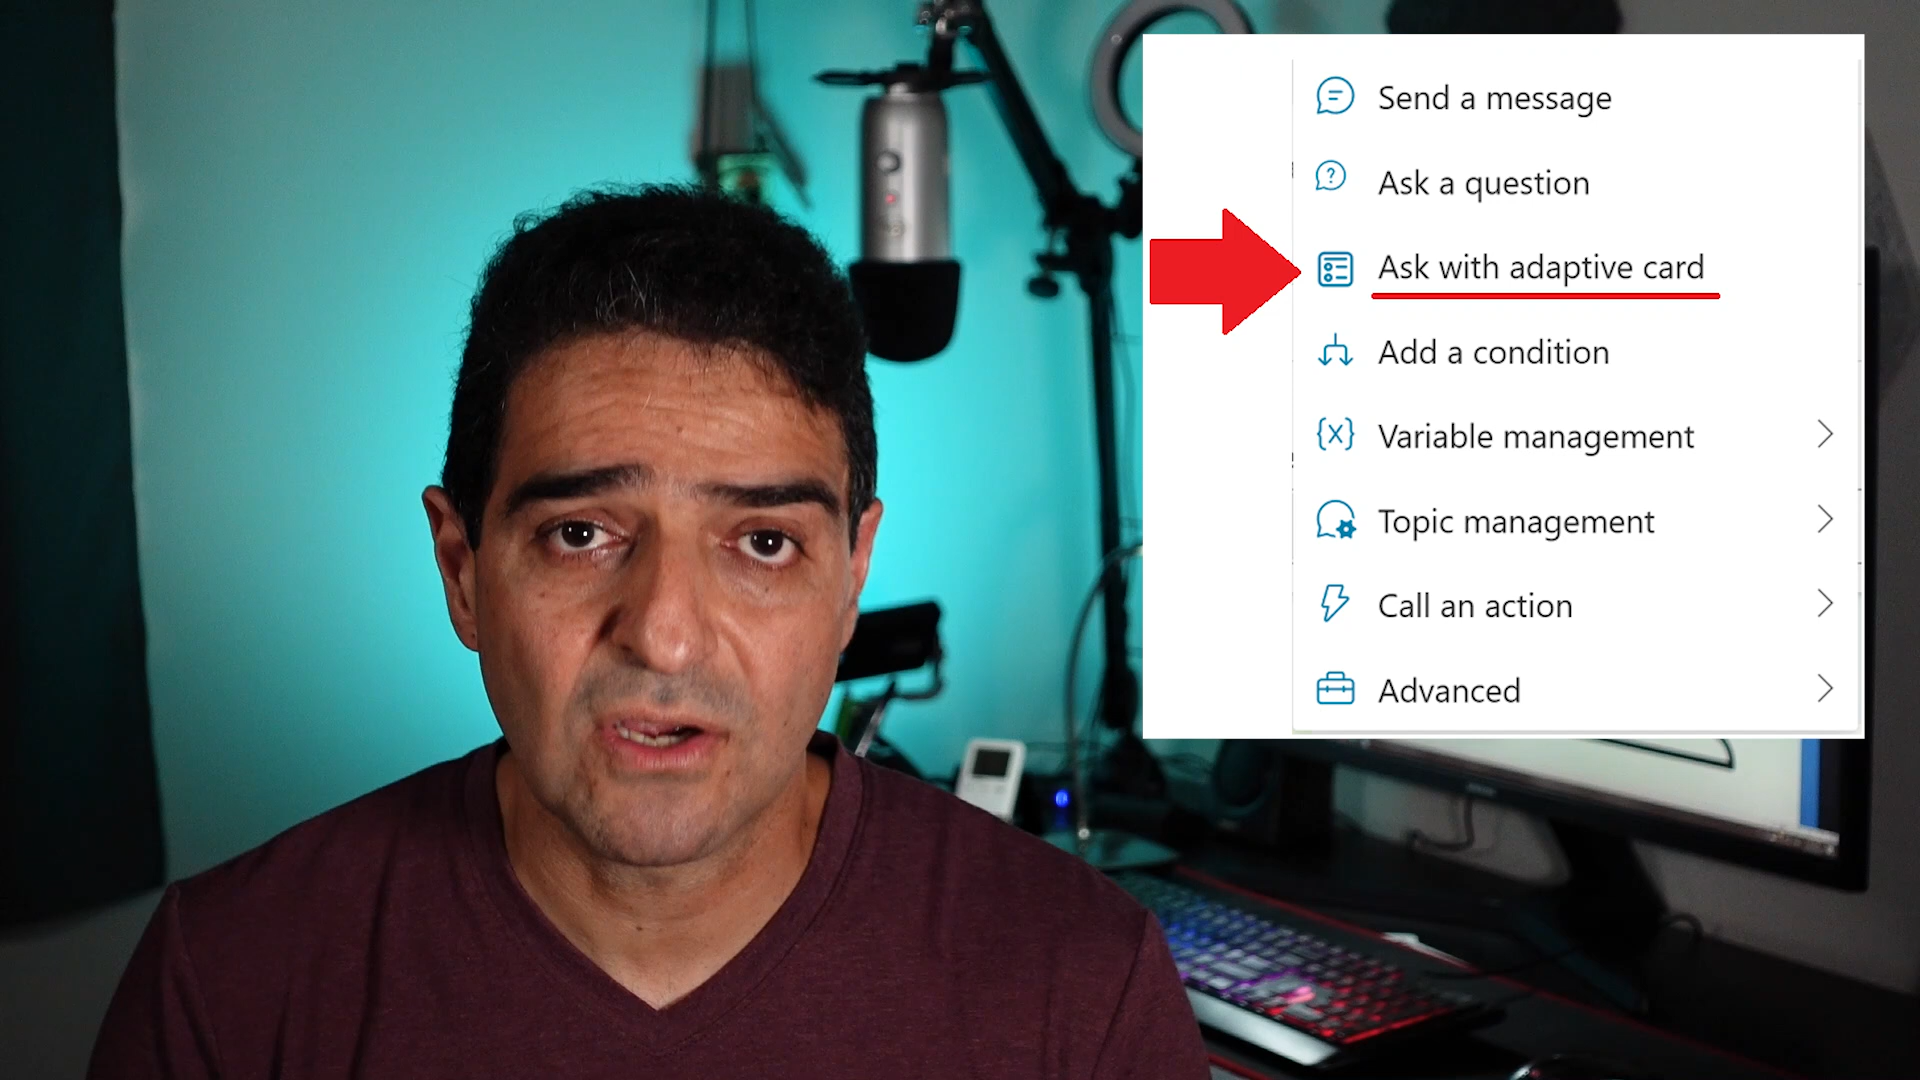 Send a message
Ask a question
Ask with adaptive card
Add a condition
Variable management
Topic management
Call an action
Advanced